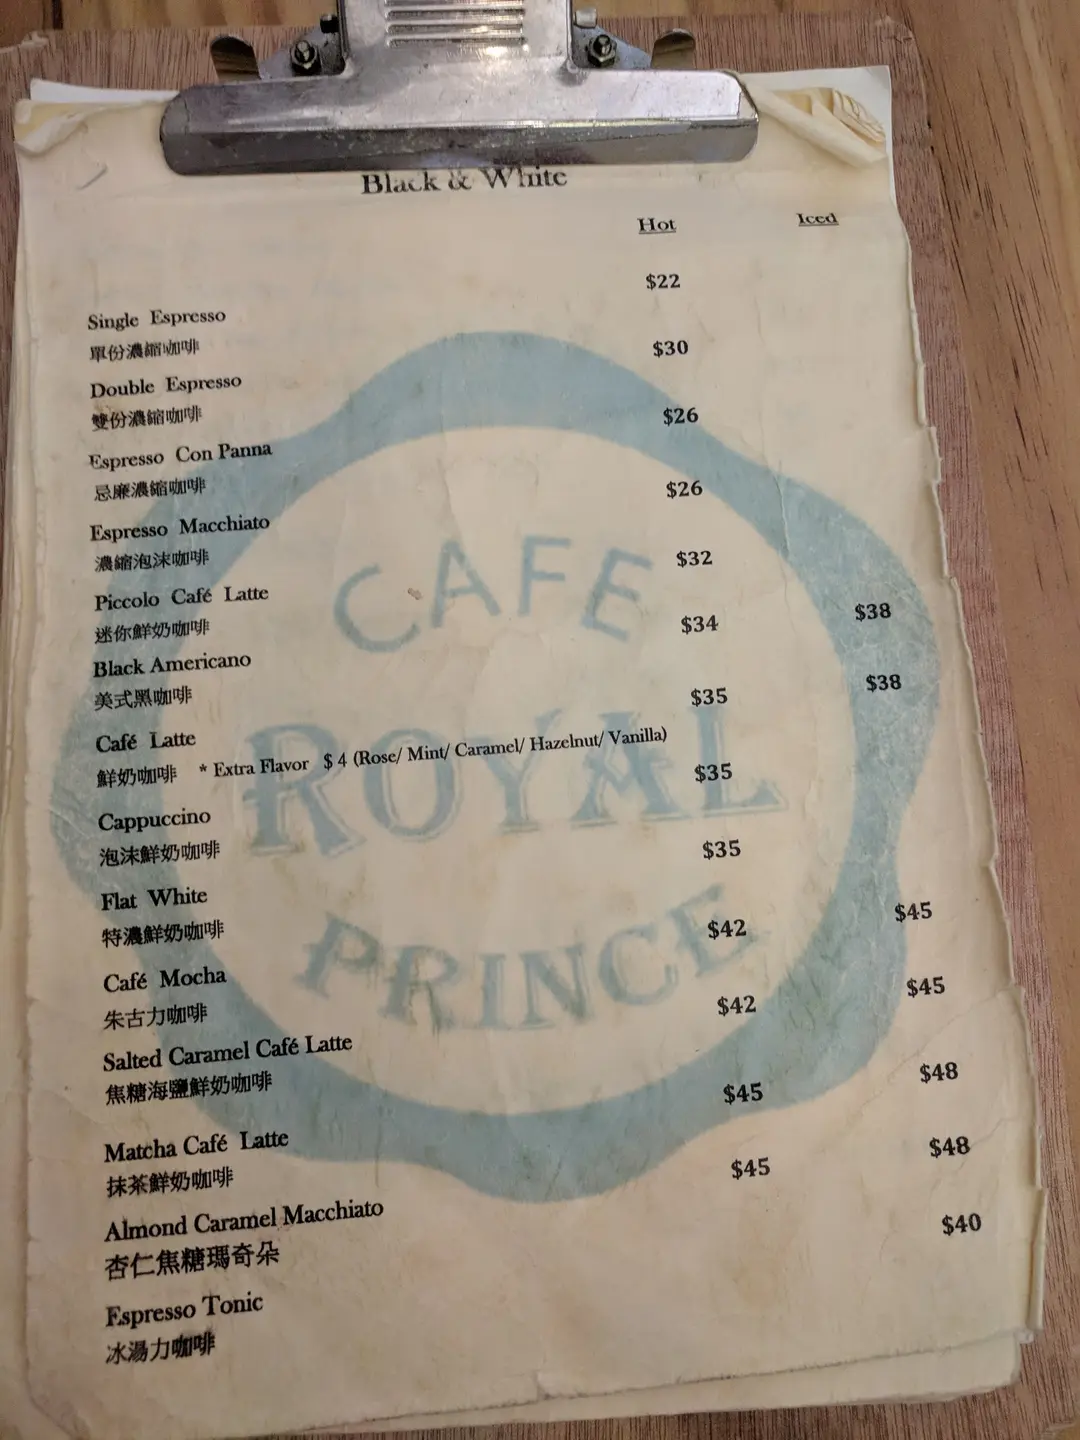 Black & White
Hot Iced
$22
Single Espresso
單份濃縮咖啡
$30
Double Espresso
雙份濃縮咖啡
$26
Espresso Con Panna
忌廉濃縮咖啡
$26
Espresso Macchiato
濃縮泡沫咖啡
$32
Piccolo Café Latte
迷你鮮奶咖啡
$34 $38
Black Americano
美式黑咖啡
$35 $38
Café Latte
鮮奶咖啡 * Extra Flavor $ 4 (Rose/ Mint/ Caramel/ Hazelnut/ Vanilla)
$35
Cappuccino
泡沫鮮奶咖啡
$35
Flat White
特濃鮮奶咖啡
$42 $45
Café Mocha
朱古力咖啡
$42 $45
Salted Caramel Café Latte
焦糖海鹽鮮奶咖啡
$45 $48
Matcha Café Latte
抹茶鮮奶咖啡
$45 $48
Almond Caramel Macchiato
杏仁焦糖瑪奇朵
$40
Espresso Tonic
冰湯力咖啡
CAFE
ROYAL
PRINCE